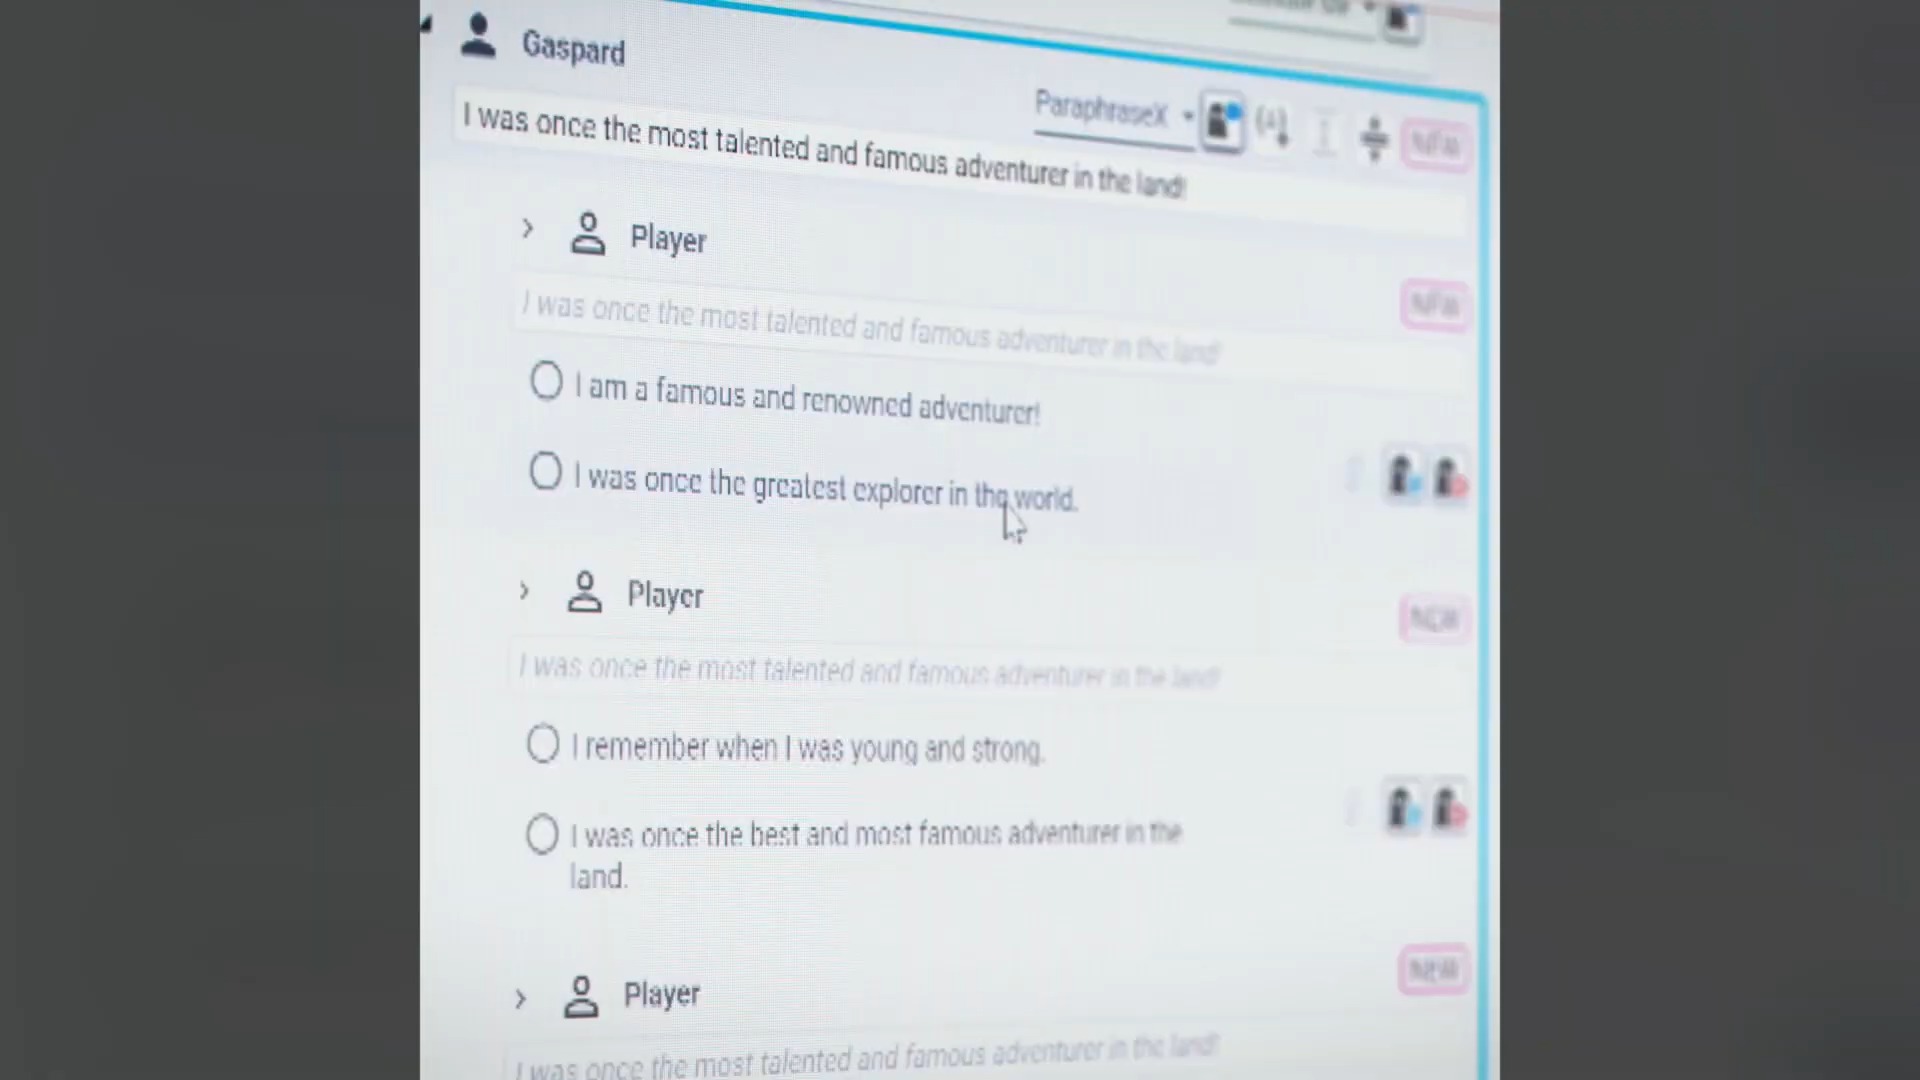 Gaspard
ParaphraseX
I was once the most talented and famous adventurer in the land!
Player
I was once the most talented and famous adventurer in the land!
I am a famous and renowned adventurer!
I was once the greatest explorer in the world.
Player
NEW
I was once the most talented and famous adventurer in the land!
I remember when I was young and strong.
I was once the best and most famous adventurer in the
land.
Player
NEW
I was once the most talented and famous adventurer in the land!